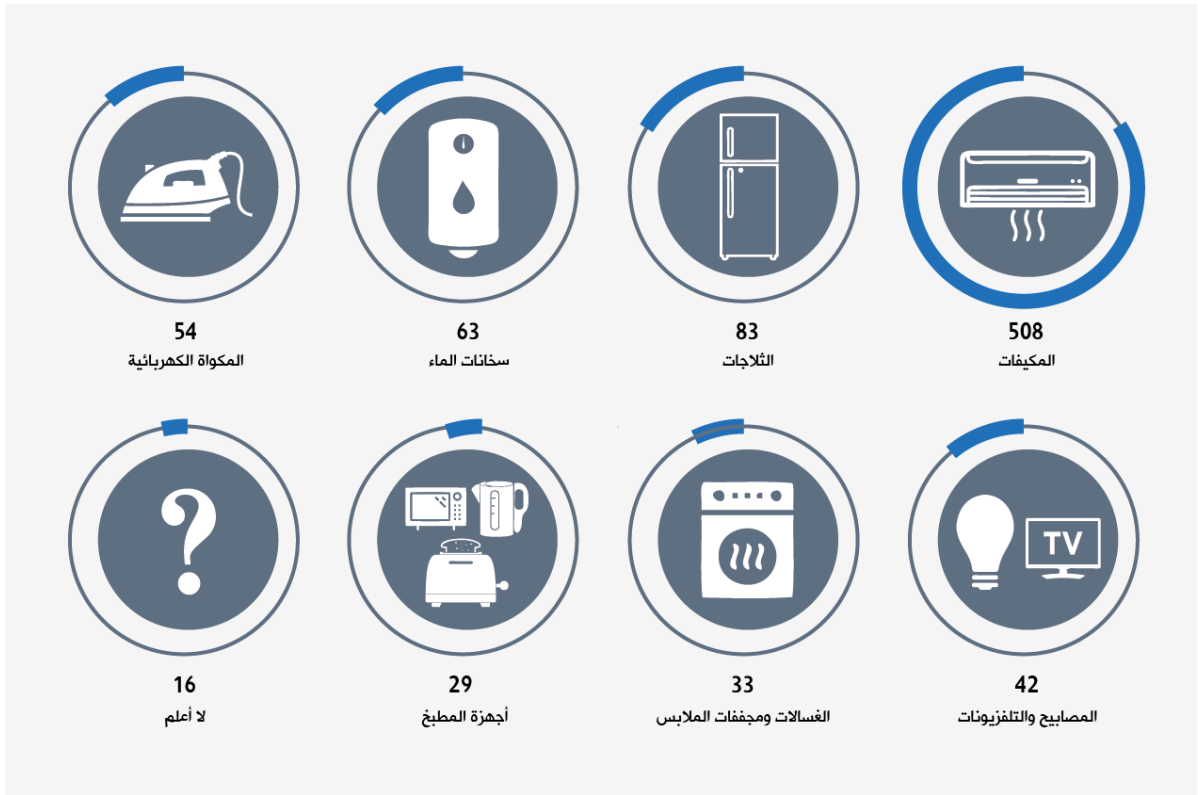 508
المكيفات
83
الثلاجات
63
سخانات الماء
54
المكواة الكهربائية
TV
42
المصابيح والتلفزيونات
33
الغسالات ومجففات الملابس
29
أجهزة المطبخ
?
16
لا أعلم